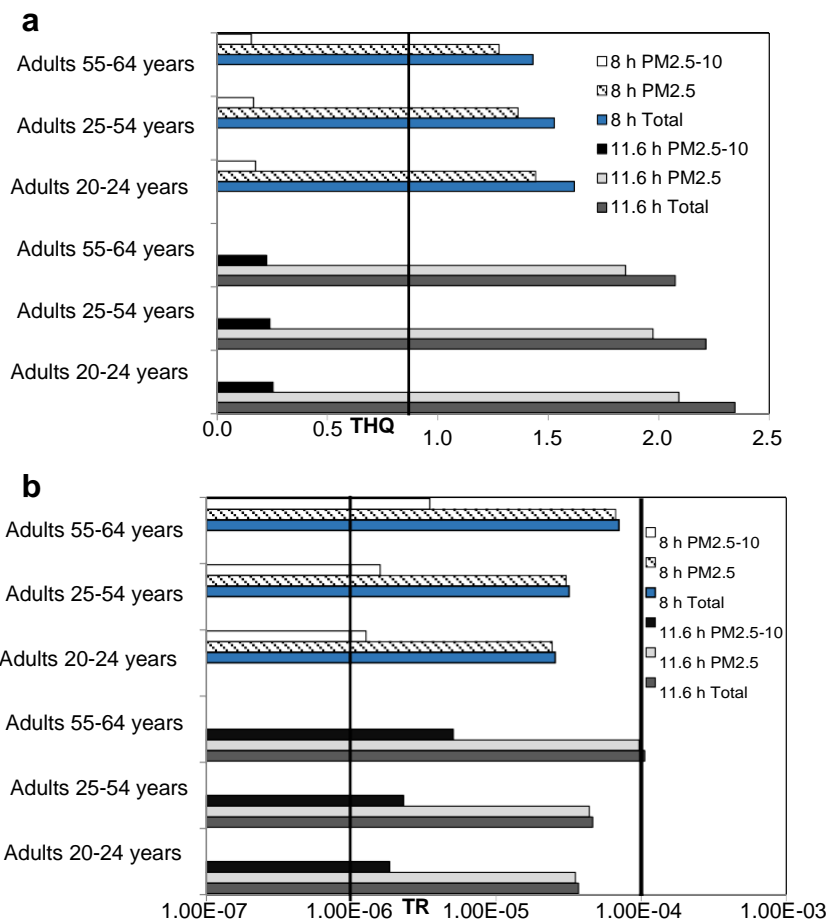 a
Adults 55-64 years
Adults 25-54 years
Adults 20-24 years
Adults 55-64 years
Adults 25-54 years
Adults 20-24 years
8 h PM2.5-10
8 h PM2.5
8 h Total
11.6 h PM2.5-10
11.6 h PM2.5
11.6 h Total
0.0 0.5 THQ 1.0 1.5 2.0 2.5
b
Adults 55-64 years
Adults 25-54 years
Adults 20-24 years
Adults 55-64 years
Adults 25-54 years
Adults 20-24 years
8 h PM2.5-10
8 h PM2.5
8 h Total
11.6 h PM2.5-10
11.6 h PM2.5
11.6 h Total
1.00E-07 1.00E-06 TR 1.00E-05 1.00E-04 1.00E-03